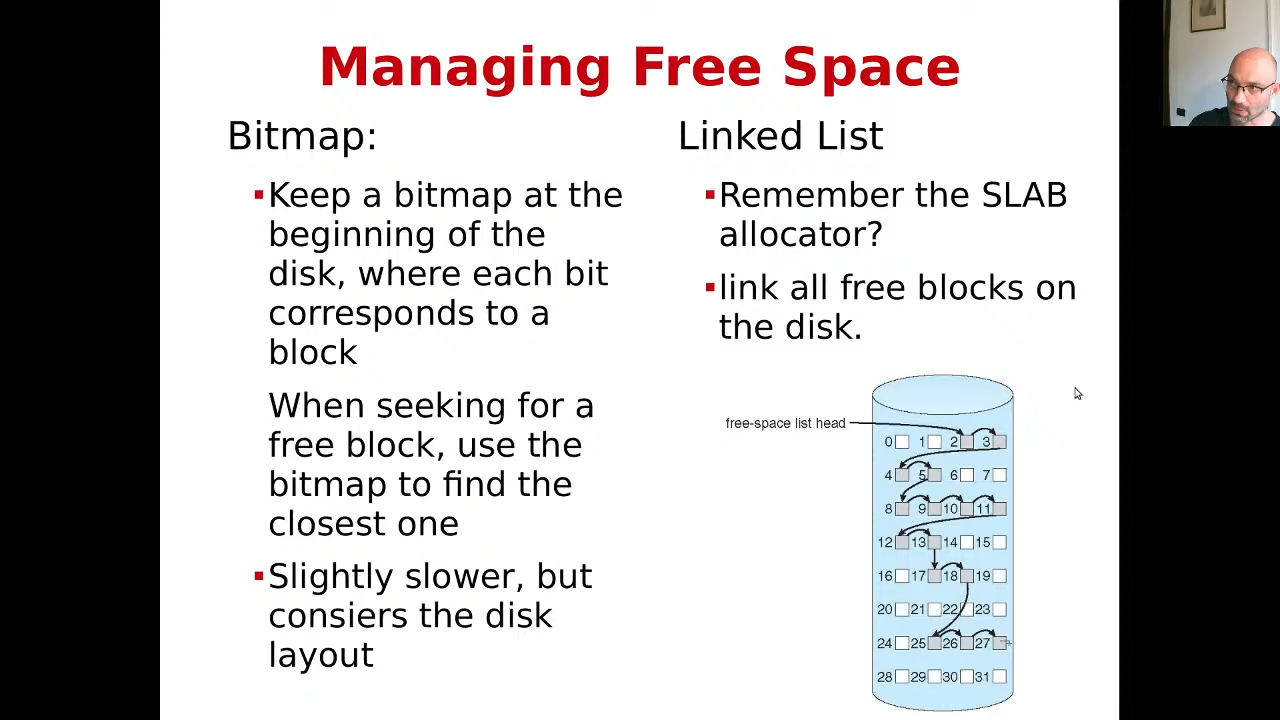 Managing Free Space
Bitmap:
▪Keep a bitmap at the
beginning of the
disk, where each bit
corresponds to a
block
When seeking for a
free block, use the
bitmap to find the
closest one
▪Slightly slower, but
consiers the disk
layout
Linked List
▪Remember the SLAB
allocator?
▪link all free blocks on
the disk.
free-space list head
0 1 2 3
4 5 6 7
8 9 10 11
12 13 14 15
16 17 18 19
20 21 22 23
24 25 26 27
28 29 30 31